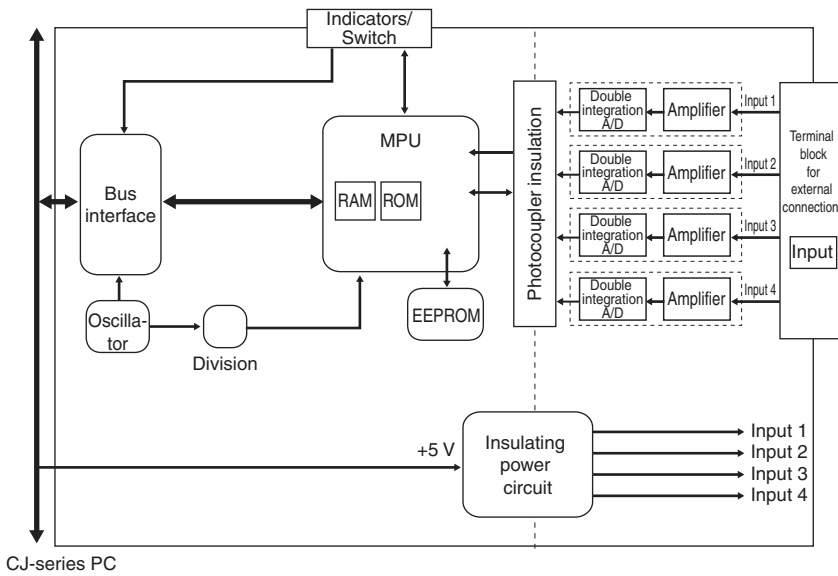 Indicators/
Switch
MPU
RAM
ROM
Bus
interface
Oscilla-
tor
Division
EEPROM
Photocoupler insulation
Double
integration
A/D
Amplifier
Input 1
Double
integration
A/D
Amplifier
Input 2
Double
integration
A/D
Amplifier
Input 3
Double
integration
A/D
Amplifier
Input 4
Terminal
block
for
external
connection
Input
+5 V
Insulating
power
circuit
Input 1
Input 2
Input 3
Input 4
CJ-series PC